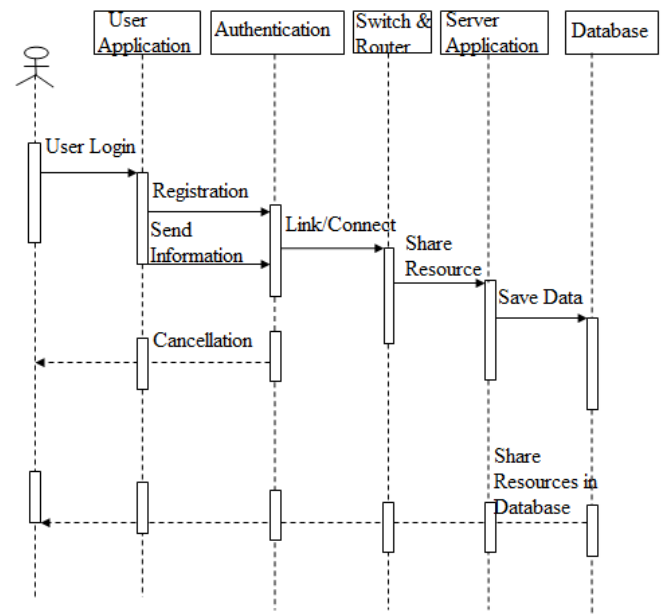 User
Application
Authentication
Switch &
Router
Server
Application
Database
User Login
Registration
Send
Information
Link/Connect
Share
Resource
Save Data
Cancellation
Share
Resources in
Database